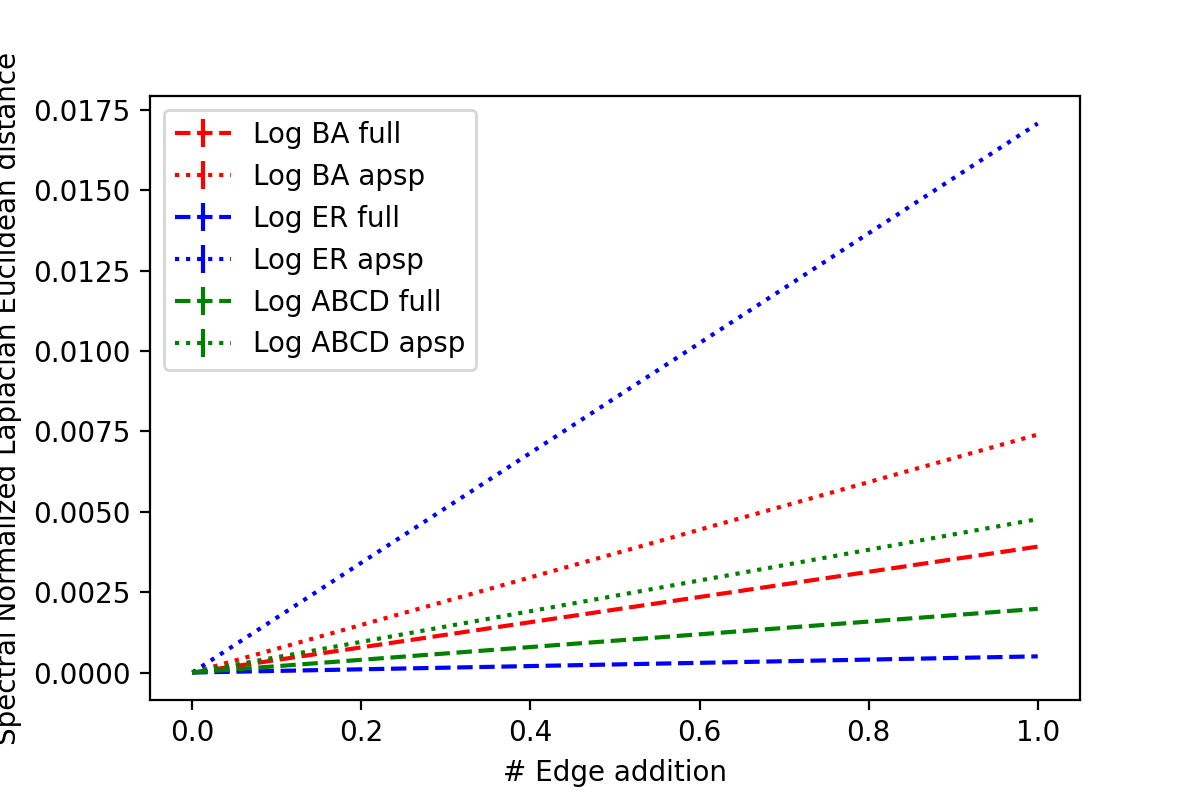 Spectral Normalized Laplacian Euclidean distance
0.0175
0.0150
0.0125
0.0100
0.0075
0.0050
0.0025
0.0000
Log BA full
Log BA apsp
Log ER full
Log ER apsp
Log ABCD full
Log ABCD apsp
0.0 0.2 0.4 0.6 0.8 1.0
# Edge addition